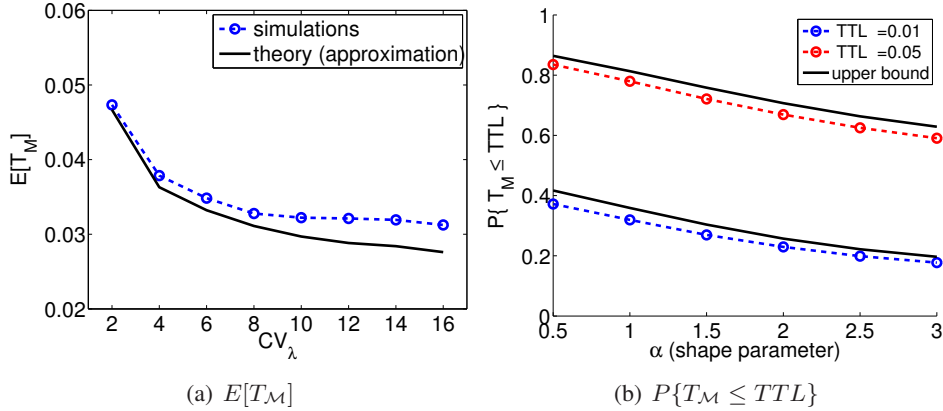 0.06
0.05
0.04
0.03
0.02
E[T_M]
simulations
theory (approximation)
2 4 6 8 10 12 14 16
CV_λ
(a) E[T_M]
1
0.8
0.6
0.4
0.2
0
P{ T_M ≤ TTL }
TTL =0.01
TTL =0.05
upper bound
0.5 1 1.5 2 2.5 3
α (shape parameter)
(b) P{T_M ≤ TTL}